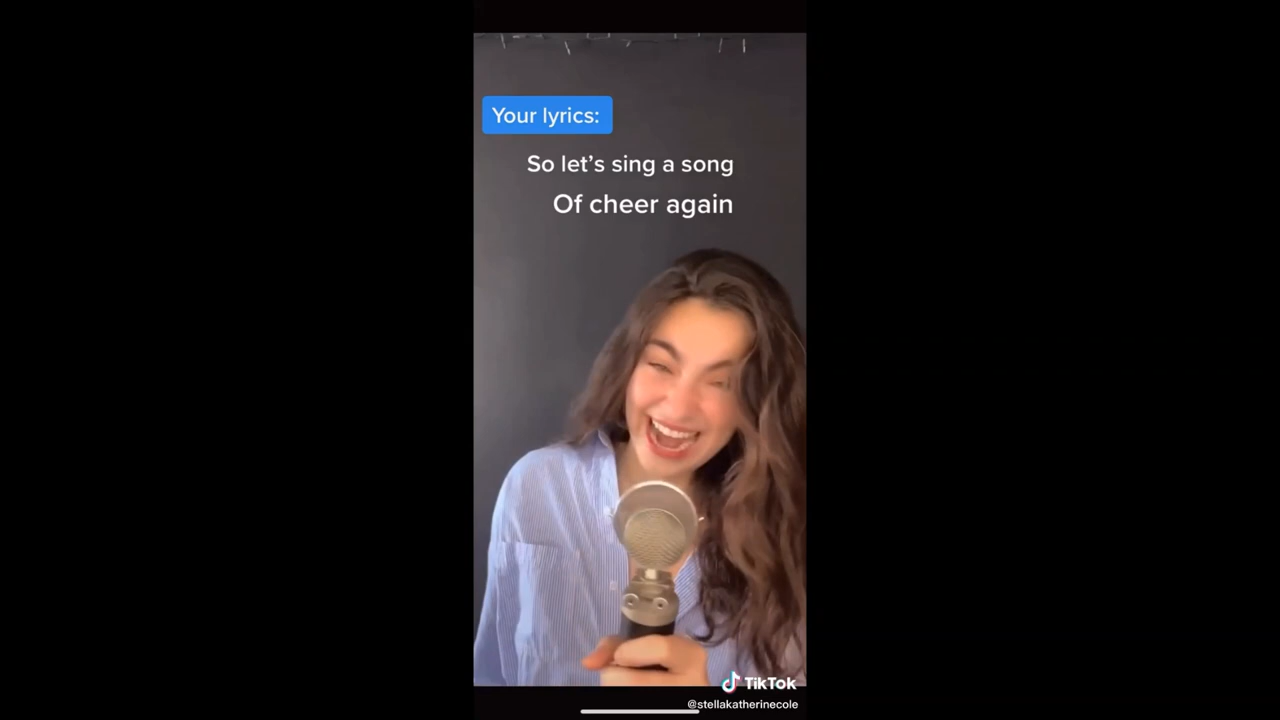 Your lyrics:
So let’s sing a song
Of cheer again
TikTok
@stellakatherinecole